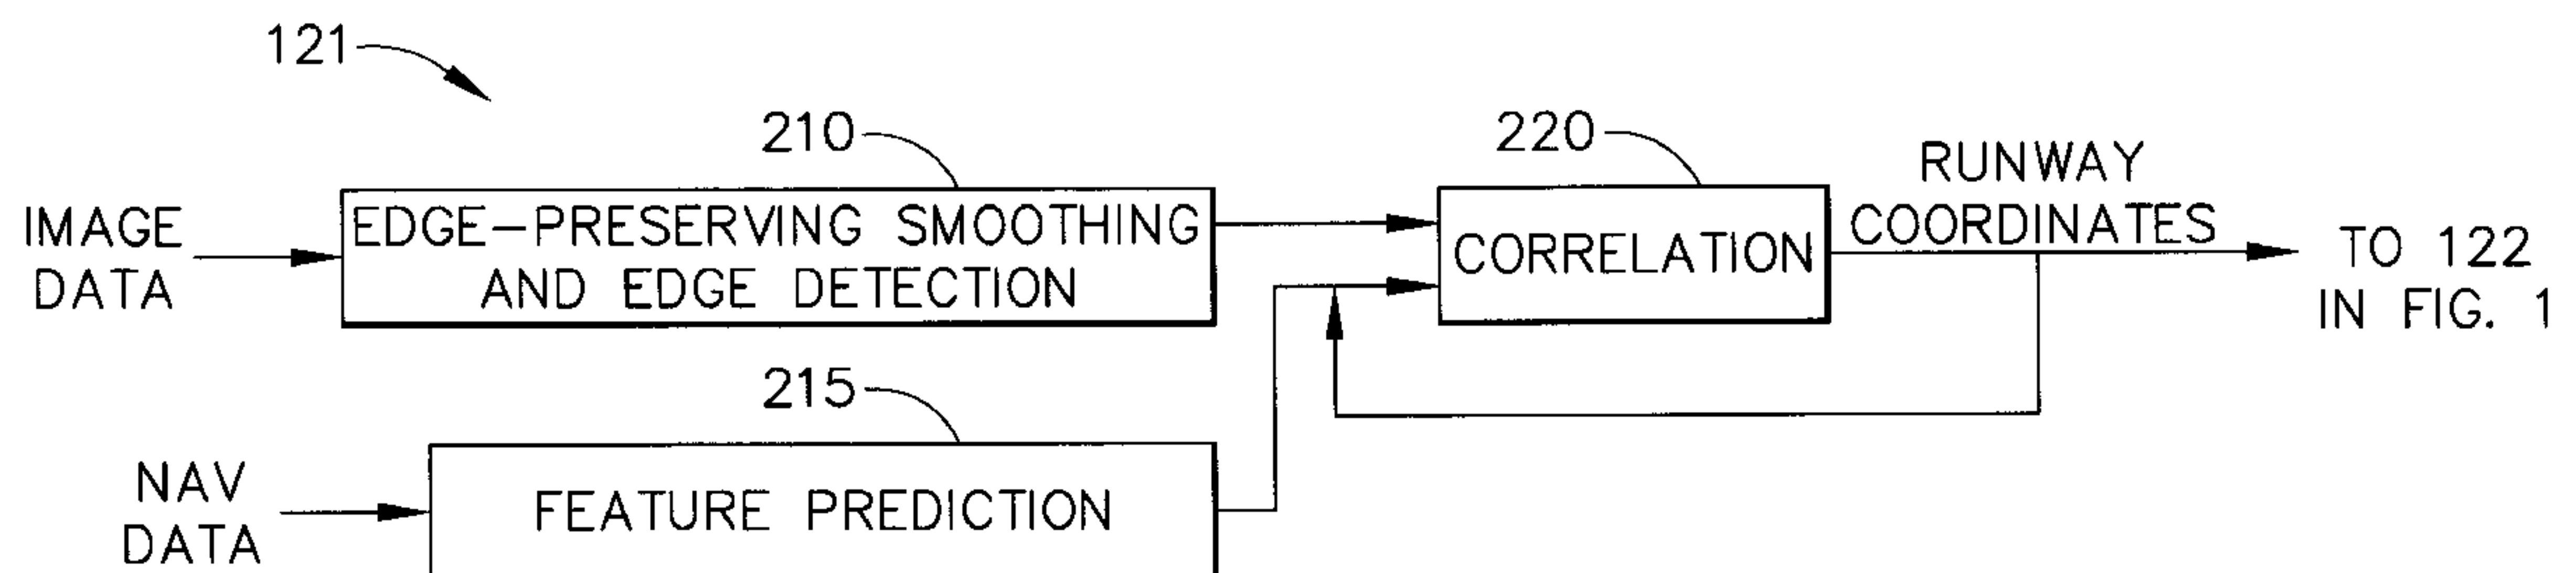 121
210
220
RUNWAY
COORDINATES
IMAGE
DATA
EDGE-PRESERVING SMOOTHING
AND EDGE DETECTION
CORRELATION
TO 122
IN FIG. 1
215
NAV
DATA
FEATURE PREDICTION